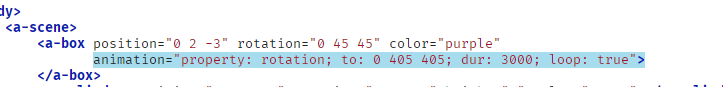 dy>
<a-scene>
<a-box position="0 2 -3" rotation="0 45 45" color="purple"
animation="property: rotation; to: 0 405 405; dur: 3000; loop: true">
</a-box>